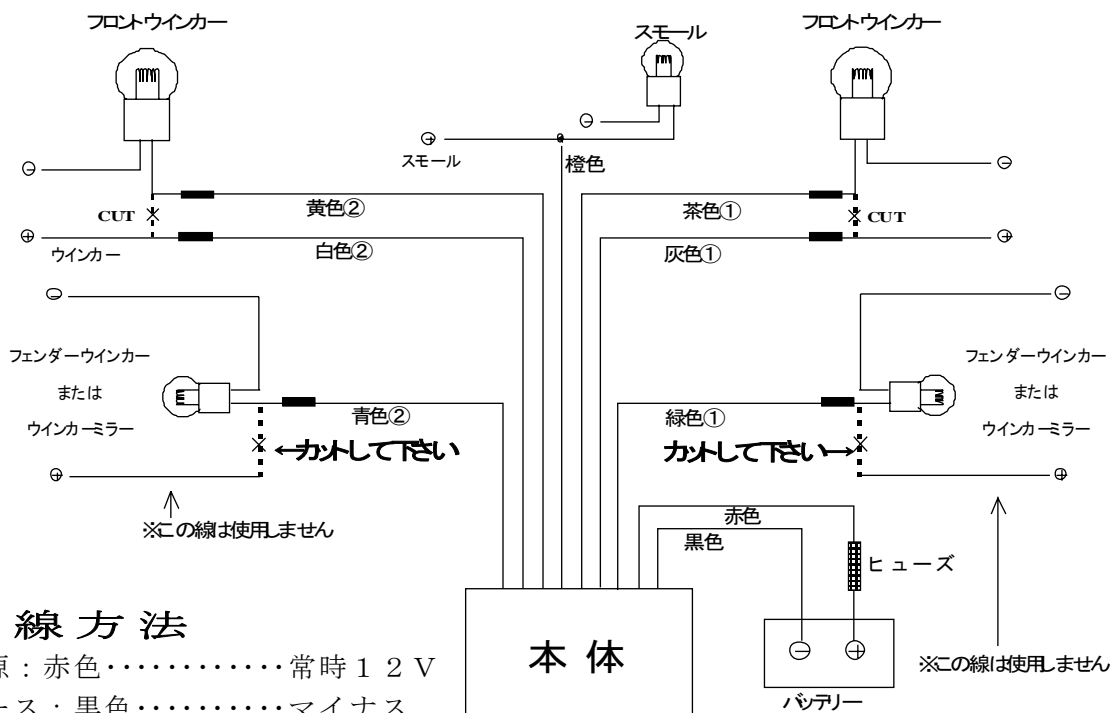 フロントウインカー
スモール
フロントウインカー
⊖
⊖
⊕
スモール
橙色
⊖
黄色②
茶色①
CUT
CUT
⊕
ウインカー
白色②
灰色①
⊕
⊖
⊖
フェンダーウインカー
または
ウインカーミラー
フェンダーウインカー
または
ウインカーミラー
青色②
緑色①
←カットして下さい
カットして下さい→
⊕
⊕
※この線は使用しません
赤色
黒色
ヒューズ
線方法
本体
⊖ ⊕
※この線は使用しません
源：赤色············常時１２Ｖ
ース：黒色··········マイナス
バッテリー